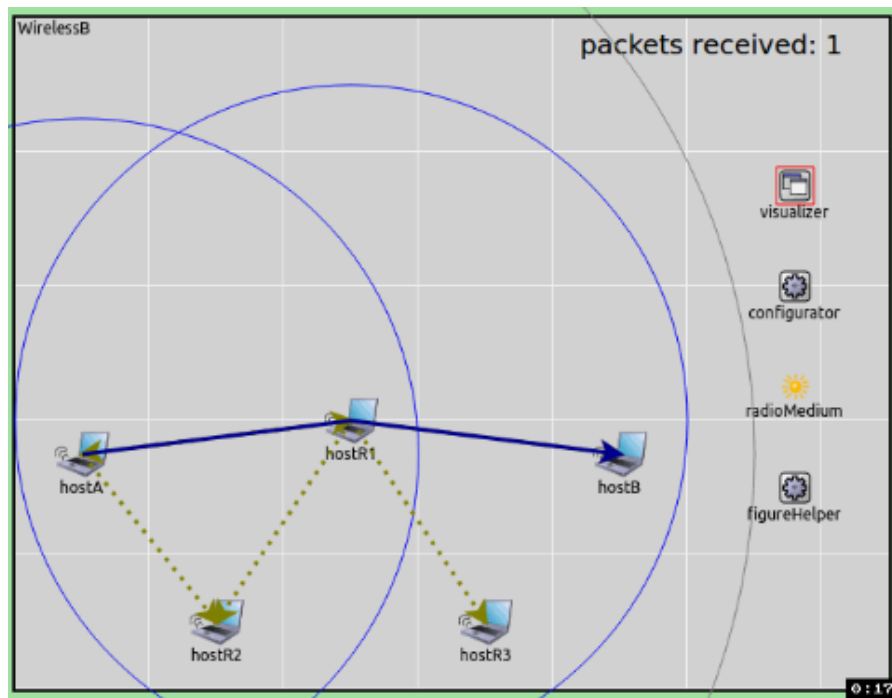 WirelessB
packets received: 1
visualizer
configurator
radioMedium
figureHelper
hostR1
hostA
hostB
hostR2
hostR3